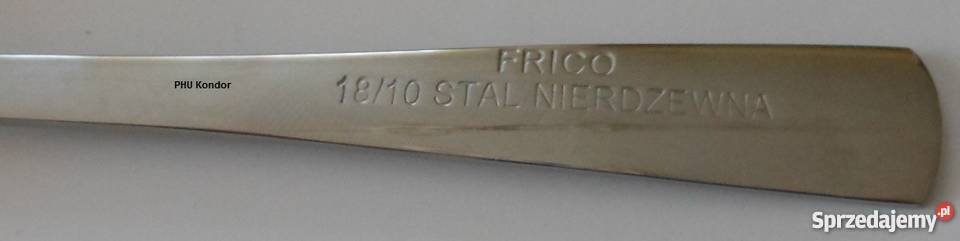 FRICO
PHU Kondor
18/10 STAL NIERDZEWNA
Sprzedajemy.pl